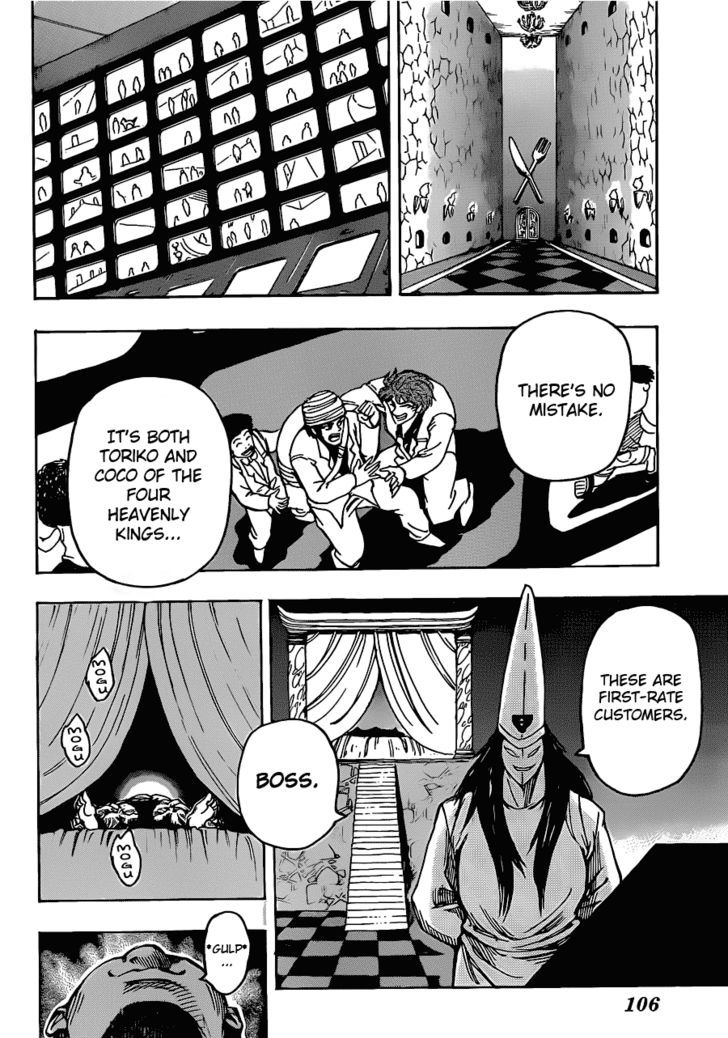 THERE'S NO
MISTAKE.
IT'S BOTH
TORIKO AND
COCO OF THE
FOUR
HEAVENLY
KINGS...
THESE ARE
FIRST-RATE
CUSTOMERS.
BOSS.
MOGU
MOGU
MOGU
*GULP*
...
106